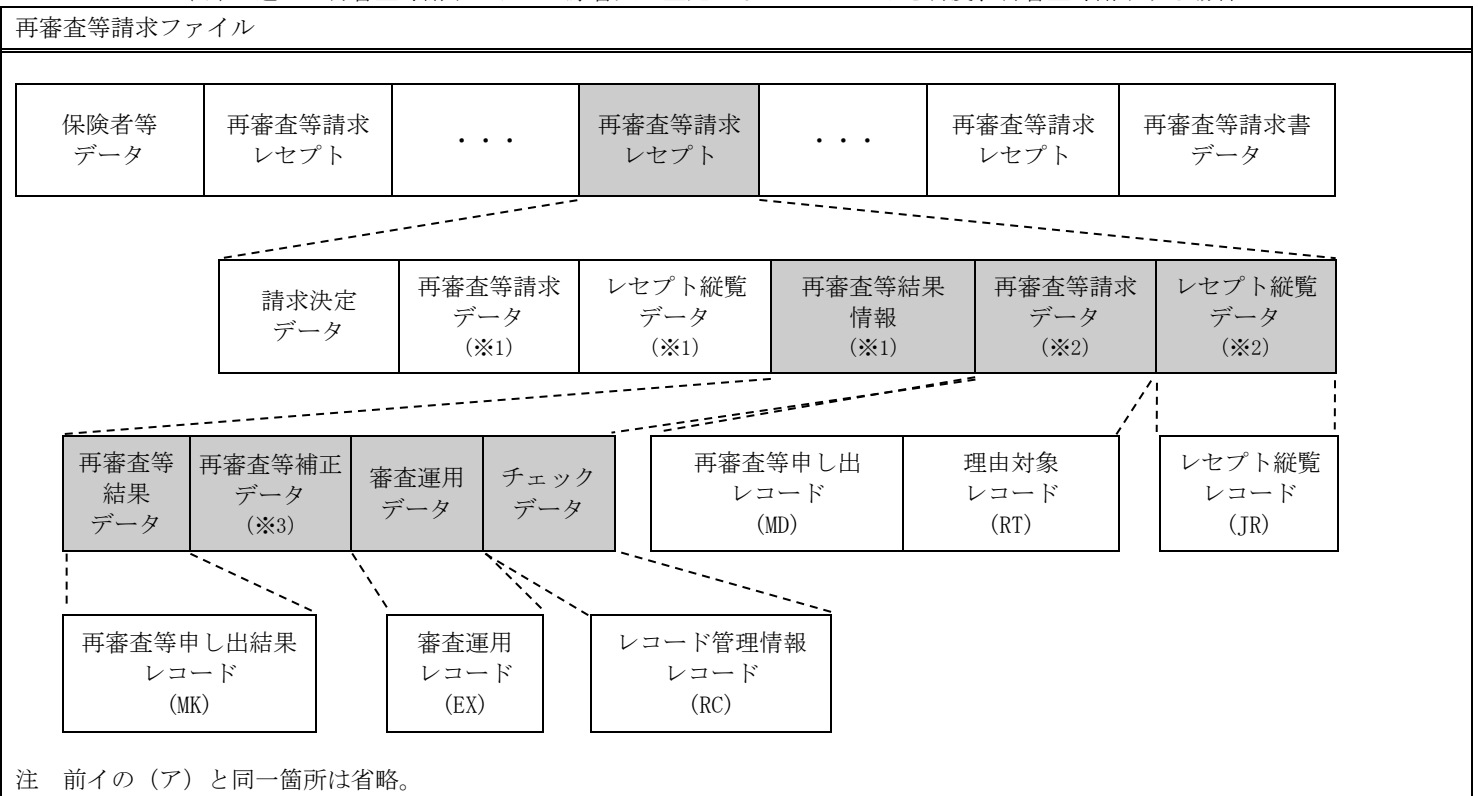 再審査等請求ファイル
保険者等
データ
再審査等請求
レセプト
・・・
再審査等請求
レセプト
・・・
再審査等請求
レセプト
再審査等請求書
データ
請求決定
データ
再審査等請求
データ
(※1)
レセプト縦覧
データ
(※1)
再審査等結果
情報
(※1)
再審査等請求
データ
(※2)
レセプト縦覧
データ
(※2)
再審査等
結果
データ
再審査等補正
データ
(※3)
審査運用
データ
チェック
データ
再審査等申し出
レコード
(MD)
理由対象
レコード
(RT)
レセプト縦覧
レコード
(JR)
再審査等申し出結果
レコード
(MK)
審査運用
レコード
(EX)
レコード管理情報
レコード
(RC)
注　前イの（ア）と同一箇所は省略。